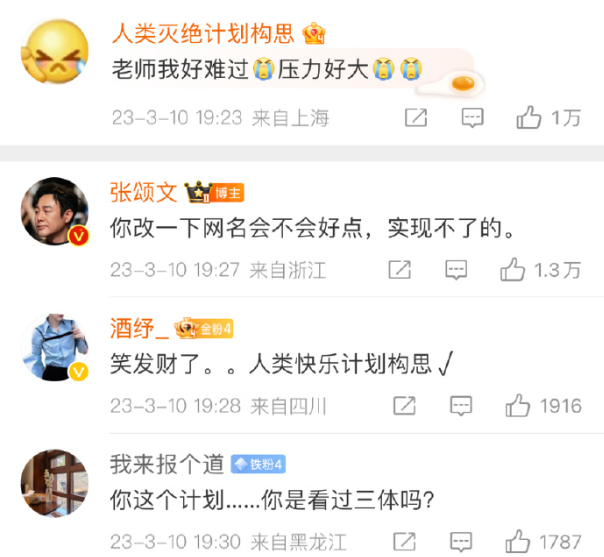 人类灭绝计划构思
老师我好难过😭压力好大😭😭
23-3-10 19:23 来自上海
1万
张颂文 II 博主
你改一下网名会不会好点，实现不了的。
23-3-10 19:27 来自浙江
1.3万
酒纾_ 金粉4
笑发财了。。人类快乐计划构思√
23-3-10 19:28 来自四川
1916
我来报个道 铁粉4
你这个计划......你是看过三体吗?
23-3-10 19:30 来自黑龙江
1787